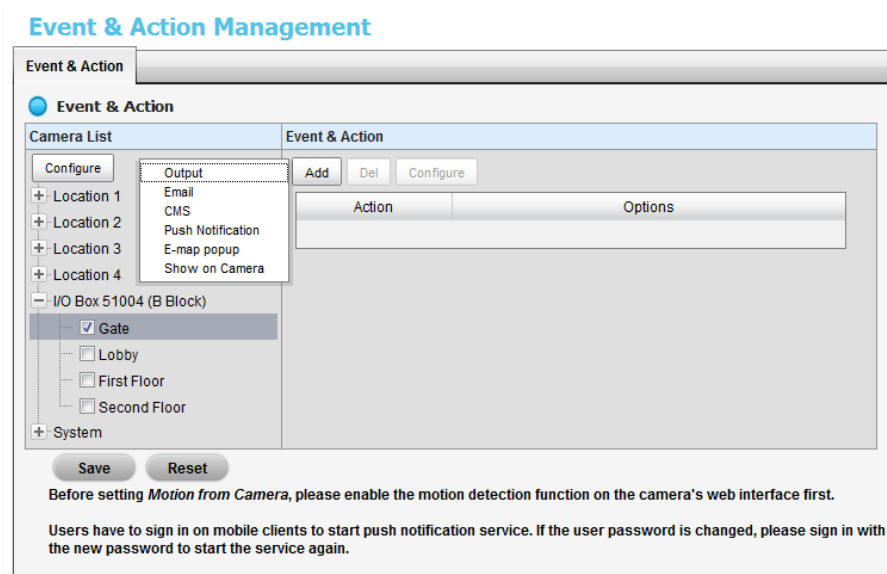 Event & Action Management
Event & Action
Event & Action
Camera List
Event & Action
Configure
Output
Email
CMS
Push Notification
E-map popup
Show on Camera
Add
Del
Configure
Action
Options
Location 1
Location 2
Location 3
Location 4
I/O Box 51004 (B Block)
Gate
Lobby
First Floor
Second Floor
System
Save
Reset
Before setting Motion from Camera, please enable the motion detection function on the camera's web interface first.
Users have to sign in on mobile clients to start push notification service. If the user password is changed, please sign in with
the new password to start the service again.